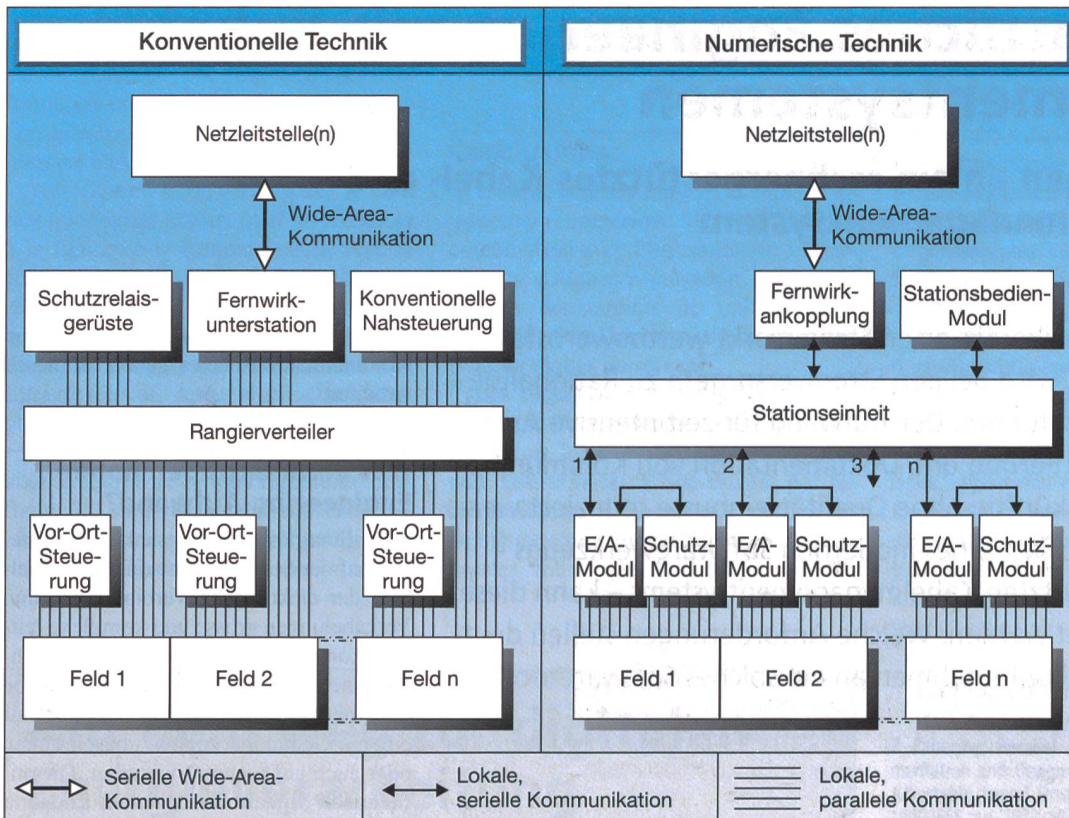 Konventionelle Technik
Netzleitstelle(n)
Wide-Area-
Kommunikation
Schutzrelais-
gerüste
Fernwirk-
unterstation
Konventionelle
Nahsteuerung
Rangierverteiler
Vor-Ort-
Steue-
rung
Vor-Ort-
Steue-
rung
Vor-Ort-
Steue-
rung
Feld 1
Feld 2
Feld n
Numerische Technik
Netzleitstelle(n)
Wide-Area-
Kommunikation
Fernwirk-
ankopplung
Stationsbedien-
Modul
Stationseinheit
1
2
3
n
E/A-
Modul
Schutz-
Modul
E/A-
Modul
Schutz-
Modul
E/A-
Modul
Schutz-
Modul
Feld 1
Feld 2
Feld n
Serielle Wide-Area-
Kommunikation
Lokale,
serielle Kommunikation
Lokale,
parallele Kommunikation